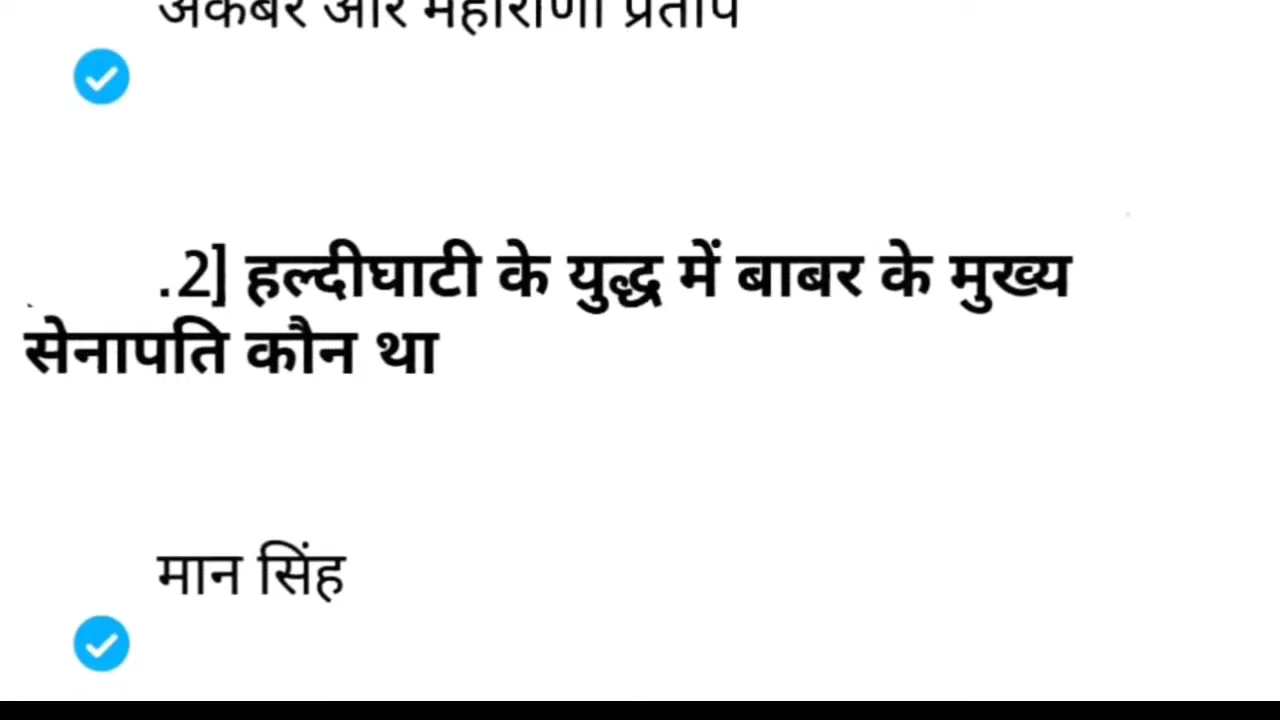 अकबर और महाराणा प्रताप
.2] हल्दीघाटी के युद्ध में बाबर के मुख्य
सेनापति कौन था
मान सिंह